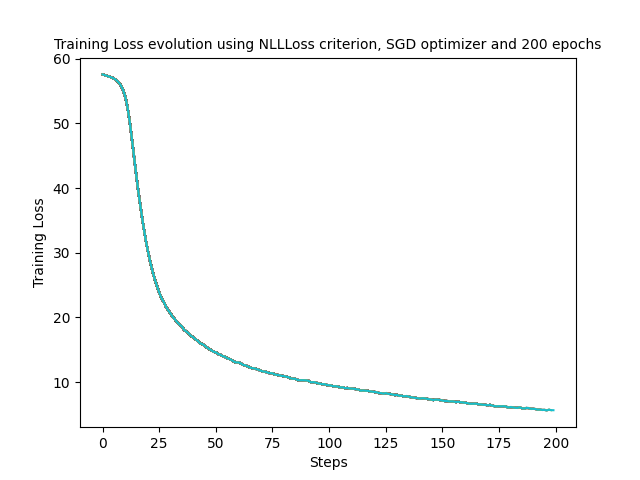 Training Loss evolution using NLLLoss criterion, SGD optimizer and 200 epochs
60
50
40
30
20
10
Training Loss
0 25 50 75 100 125 150 175 200
Steps